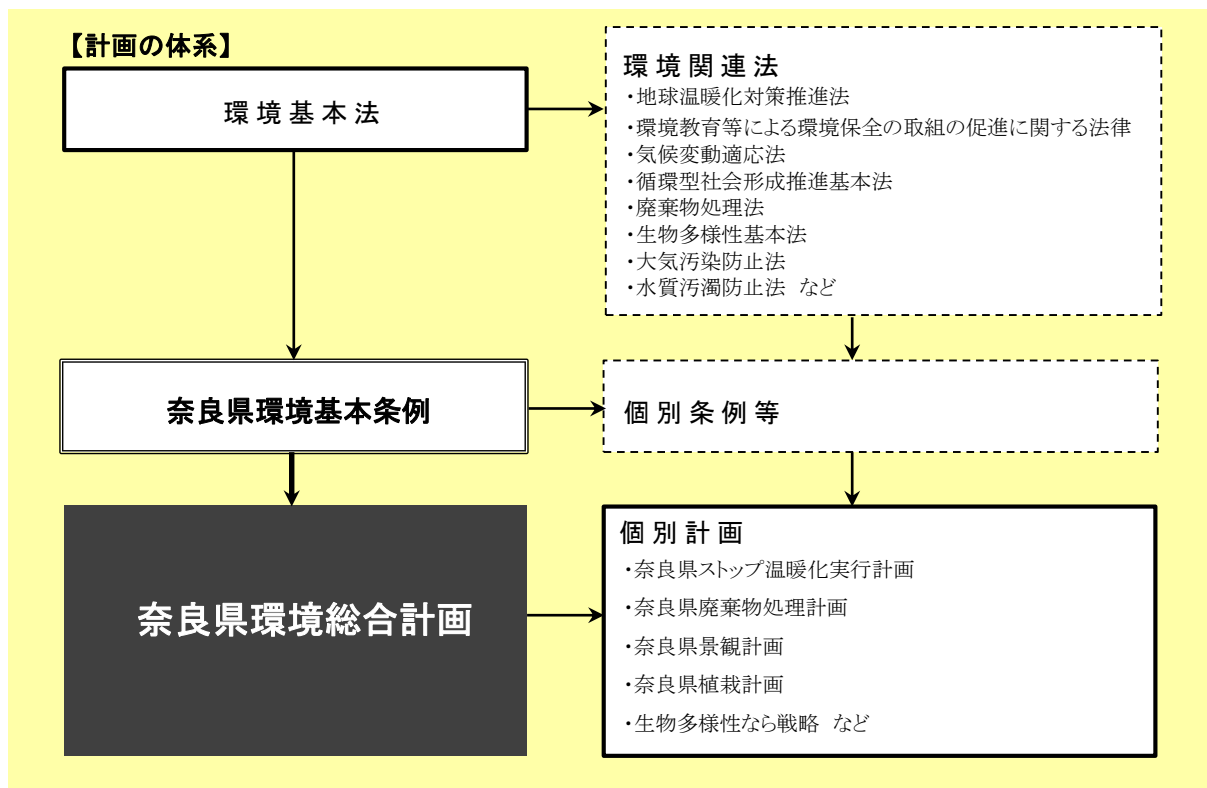 【計画の体系】
環境基本法
環境関連法
・地球温暖化対策推進法
・環境教育等による環境保全の取組の促進に関する法律
・気候変動適応法
・循環型社会形成推進基本法
・廃棄物処理法
・生物多様性基本法
・大気汚染防止法
・水質汚濁防止法 など
奈良県環境基本条例
個別条例等
奈良県環境総合計画
個別計画
・奈良県ストップ温暖化実行計画
・奈良県廃棄物処理計画
・奈良県景観計画
・奈良県植栽計画
・生物多様性なら戦略 など